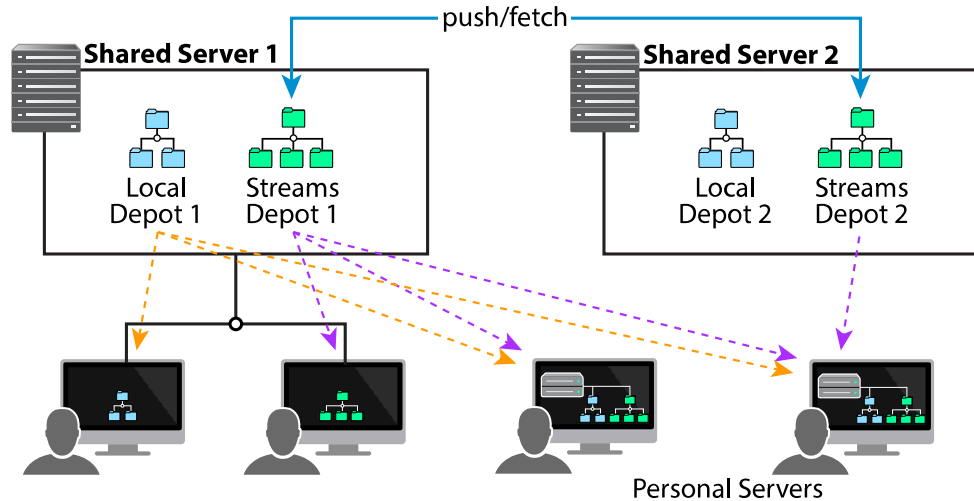 push/fetch
Shared Server 1
Shared Server 2
Local
Depot 1
Streams
Depot 1
Local
Depot 2
Streams
Depot 2
Personal Servers